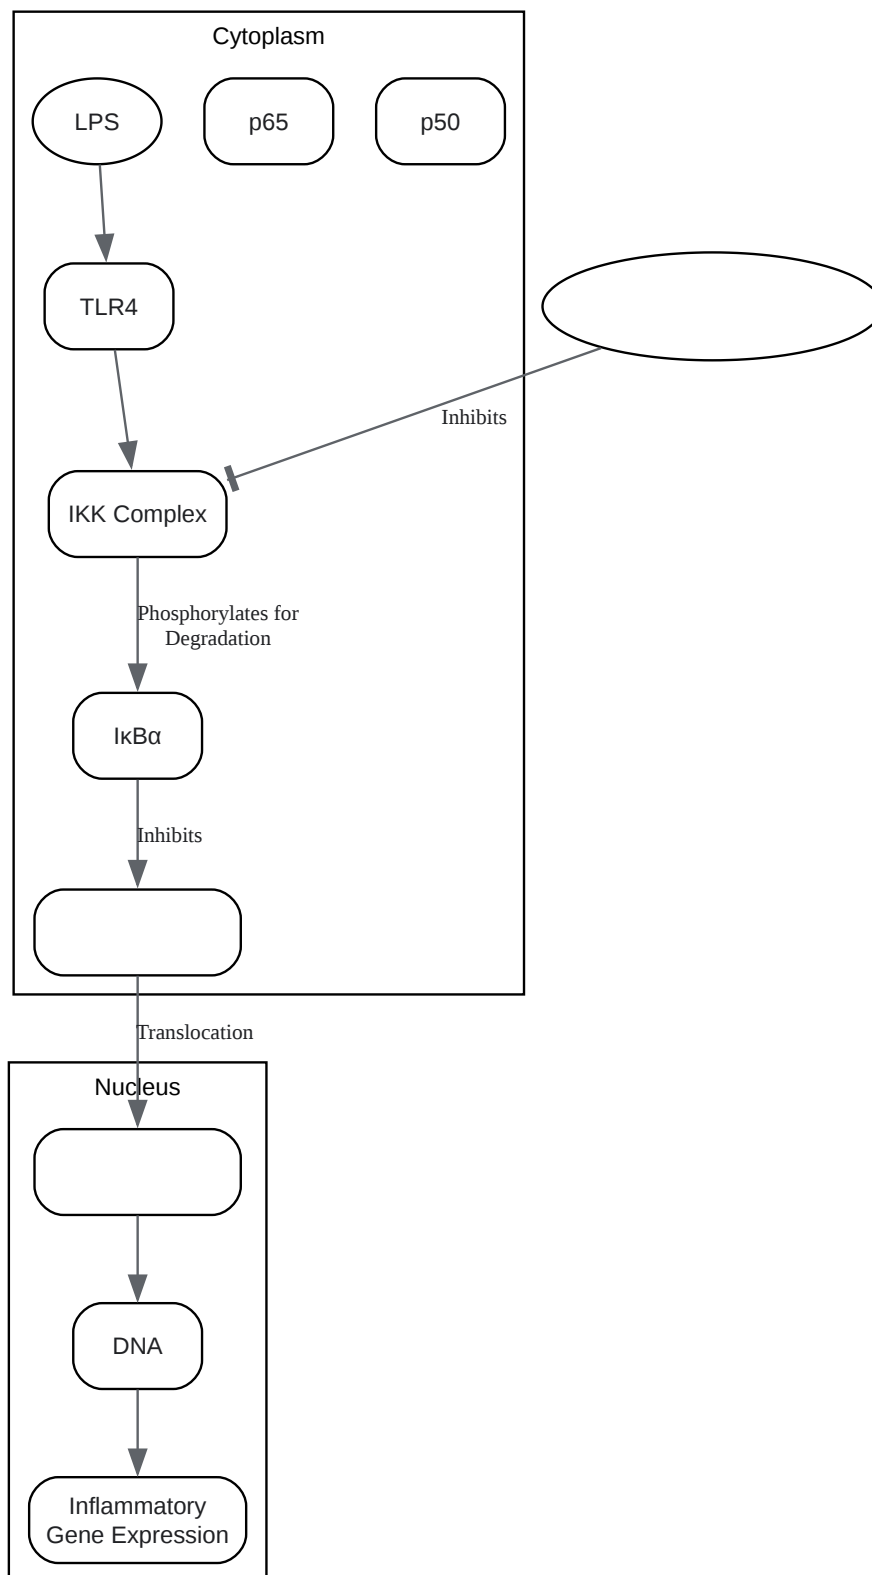 Cytoplasm
LPS
p65
p50
TLR4
Inhibits
IKK Complex
Phosphorylates for
Degradation
IκBα
Inhibits
Translocation
Nucleus
DNA
Inflammatory
Gene Expression